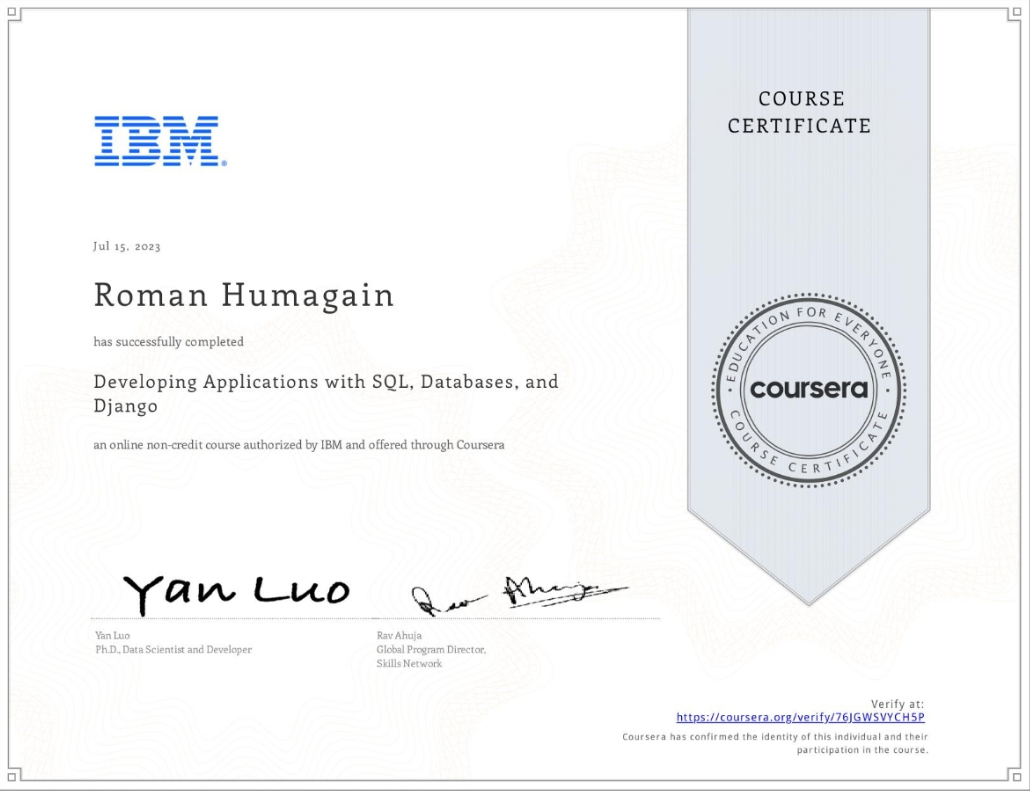 COURSE
CERTIFICATE
IBM®
Jul 15, 2023
Roman Humagain
has successfully completed
Developing Applications with SQL, Databases, and
Django
an online non-credit course authorized by IBM and offered through Coursera
EDUCATION FOR EVERYONE
coursera
COURSE CERTIFICATE
Yan Luo
Rav Ahuja
Yan Luo
Ph.D., Data Scientist and Developer
Rav Ahuja
Global Program Director,
Skills Network
Verify at:
https://coursera.org/verify/76JGWSVYCH5P
Coursera has confirmed the identity of this individual and their
participation in the course.